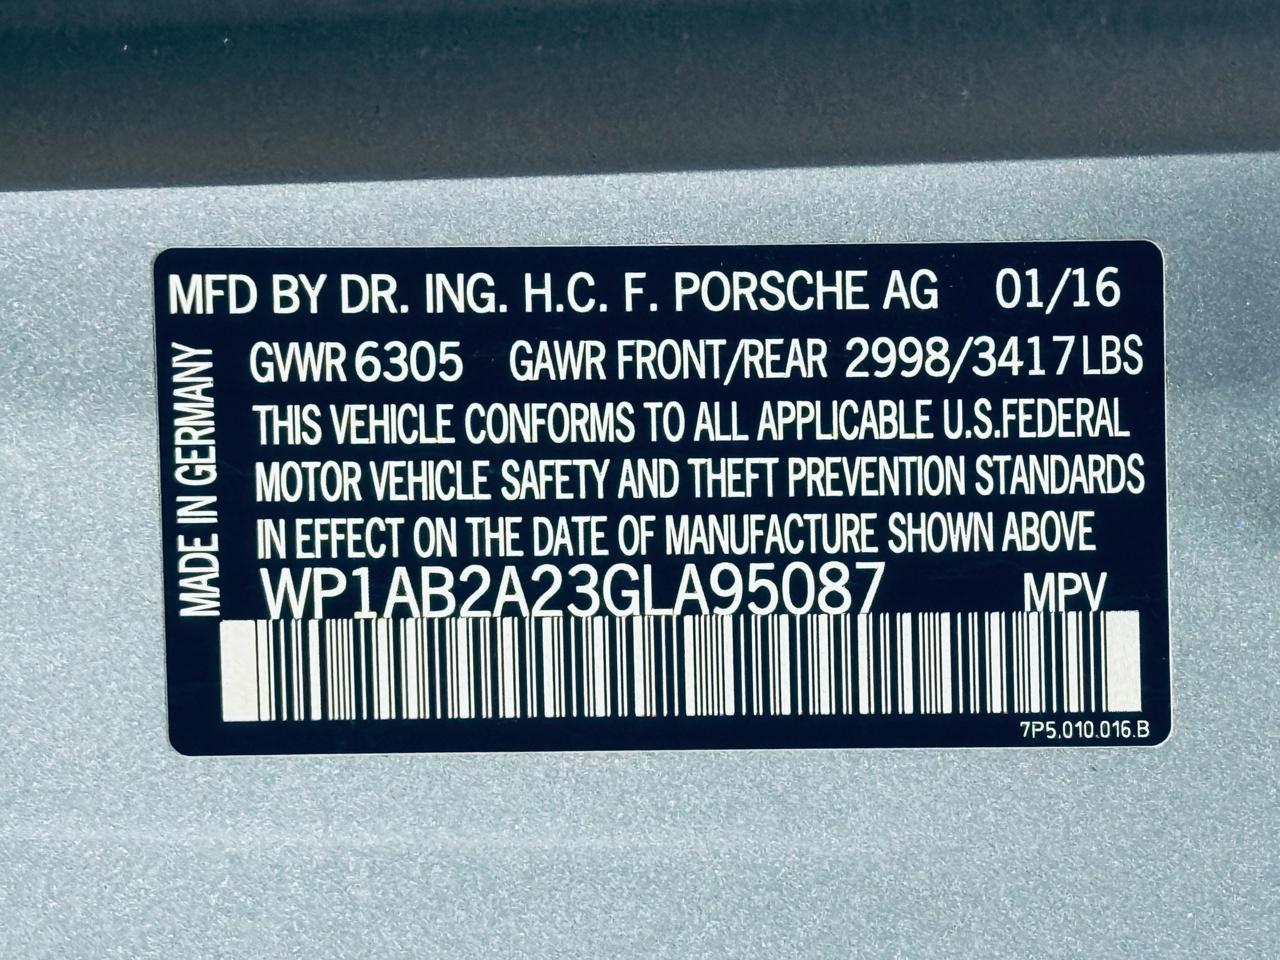 MFD BY DR. ING. H.C. F. PORSCHE AG 01/16
GVWR 6305 GAWR FRONT/REAR 2998/3417LBS
THIS VEHICLE CONFORMS TO ALL APPLICABLE U.S.FEDERAL
MOTOR VEHICLE SAFETY AND THEFT PREVENTION STANDARDS
IN EFFECT ON THE DATE OF MANUFACTURE SHOWN ABOVE
WP1AB2A23GLA95087 MPV
7P5.010.016.B
MADE IN GERMANY